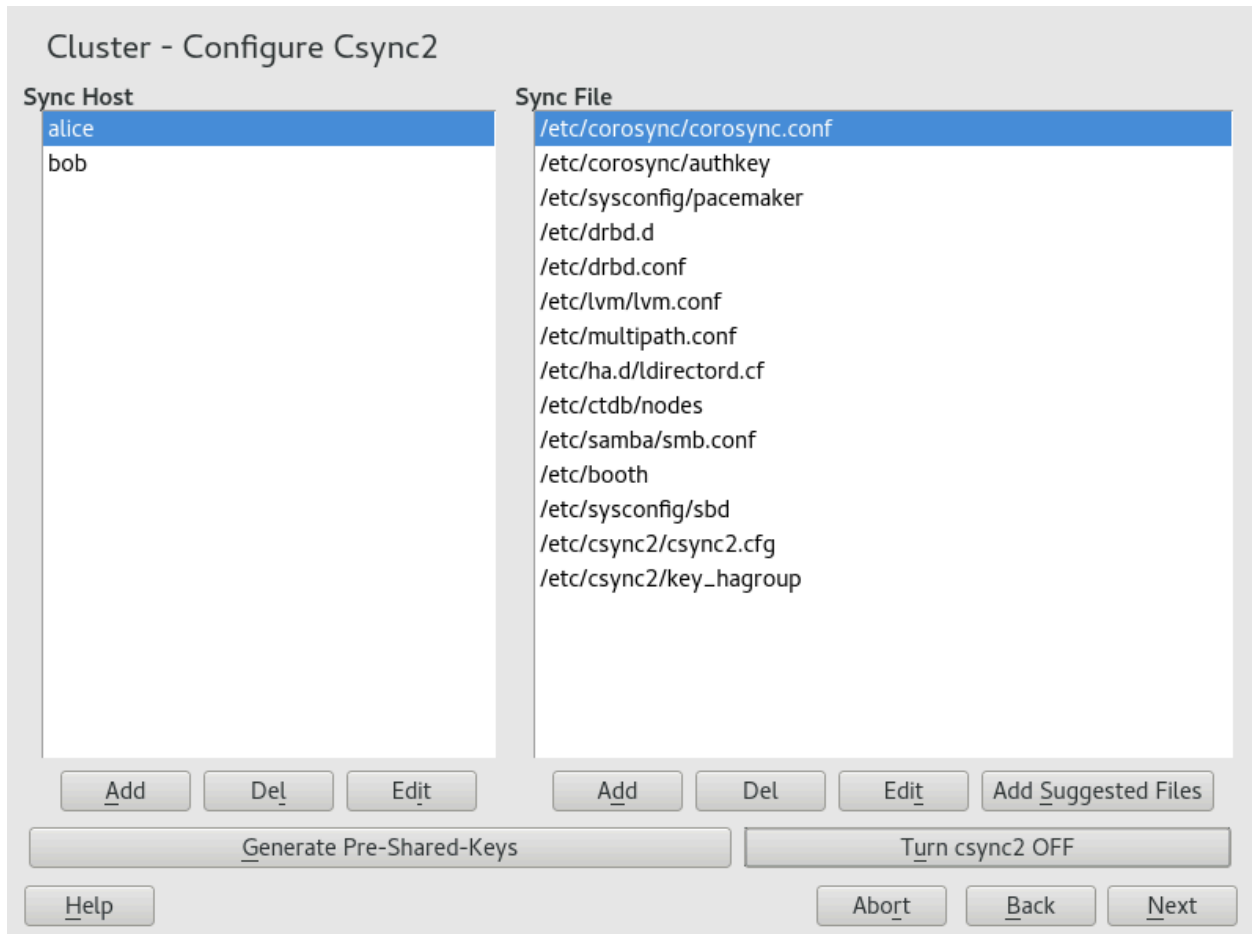 Cluster - Configure Csync2
Sync Host
alice
bob
Sync File
/etc/corosync/corosync.conf
/etc/corosync/authkey
/etc/sysconfig/pacemaker
/etc/drbd.d
/etc/drbd.conf
/etc/lvm/lvm.conf
/etc/multipath.conf
/etc/ha.d/ldirectord.cf
/etc/ctdb/nodes
/etc/samba/smb.conf
/etc/booth
/etc/sysconfig/sbd
/etc/csync2/csync2.cfg
/etc/csync2/key_hagroup
Add Del Edit
Add Del Edit Add Suggested Files
Generate Pre-Shared-Keys
Turn csync2 OFF
Help Abort Back Next